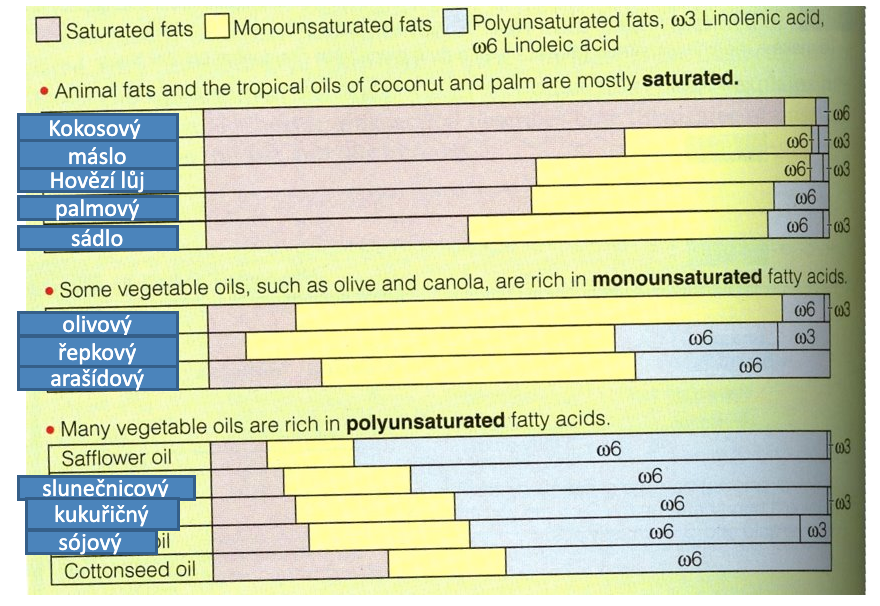 Saturated fats Monounsaturated fats Polyunsaturated fats, ω3 Linolenic acid,
ω6 Linoleic acid
• Animal fats and the tropical oils of coconut and palm are mostly saturated.
Kokosový ω6
máslo ω6 ω3
Hovězí lůj ω6 ω3
palmový ω6
sádlo ω6 ω3
• Some vegetable oils, such as olive and canola, are rich in monounsaturated fatty acids.
olivový ω6 ω3
řepkový ω6 ω3
arašídový ω6
• Many vegetable oils are rich in polyunsaturated fatty acids.
Safflower oil ω6 ω3
slunečnicový ω6
kukuřičný ω6 ω3
sójový oil ω6 ω3
Cottonseed oil ω6